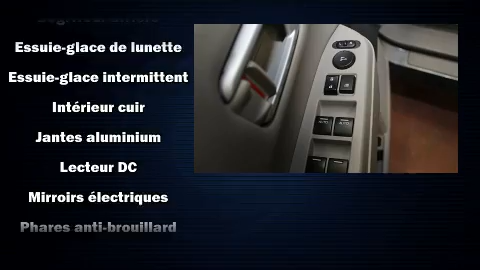 Essuie-glace de lunette
Essuie-glace intermittent
Intérieur cuir
Jantes aluminium
Lecteur DC
Mirroirs électriques
Phares anti-brouillard